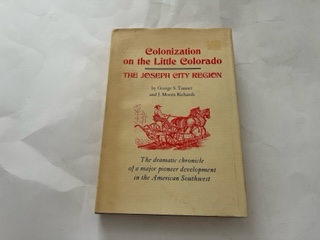 Colonization
on the Little Colorado
THE JOSEPH CITY REGION
by George S. Tanner
and J. Morris Richards
The dramatic chronicle
of a major pioneer development
in the American Southwest